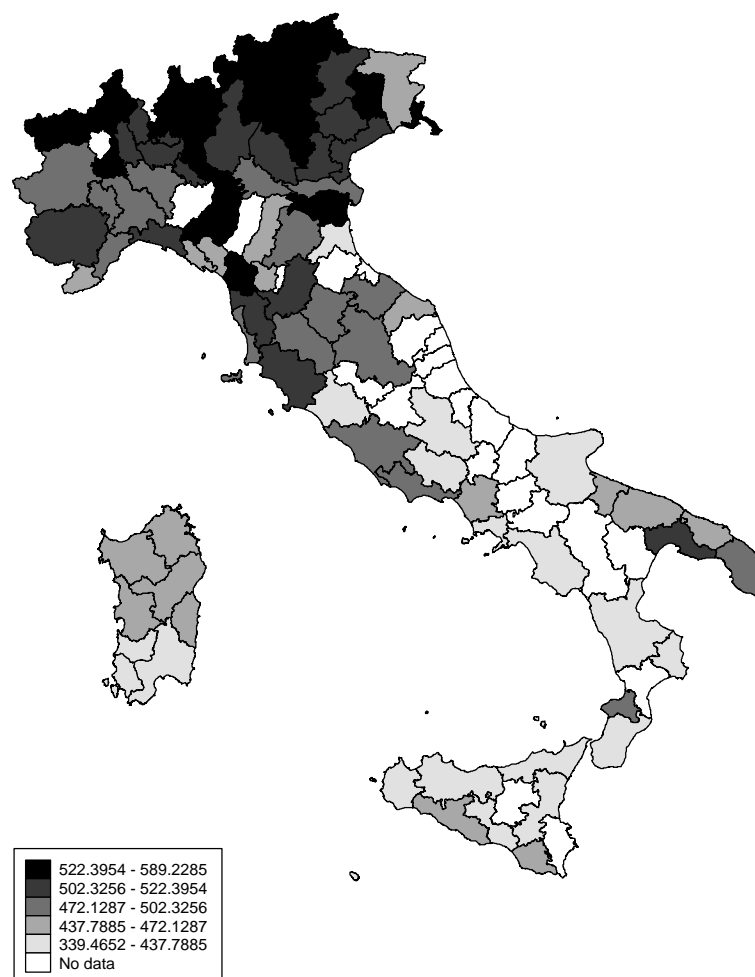 522.3954 - 589.2285
502.3256 - 522.3954
472.1287 - 502.3256
437.7885 - 472.1287
339.4652 - 437.7885
No data